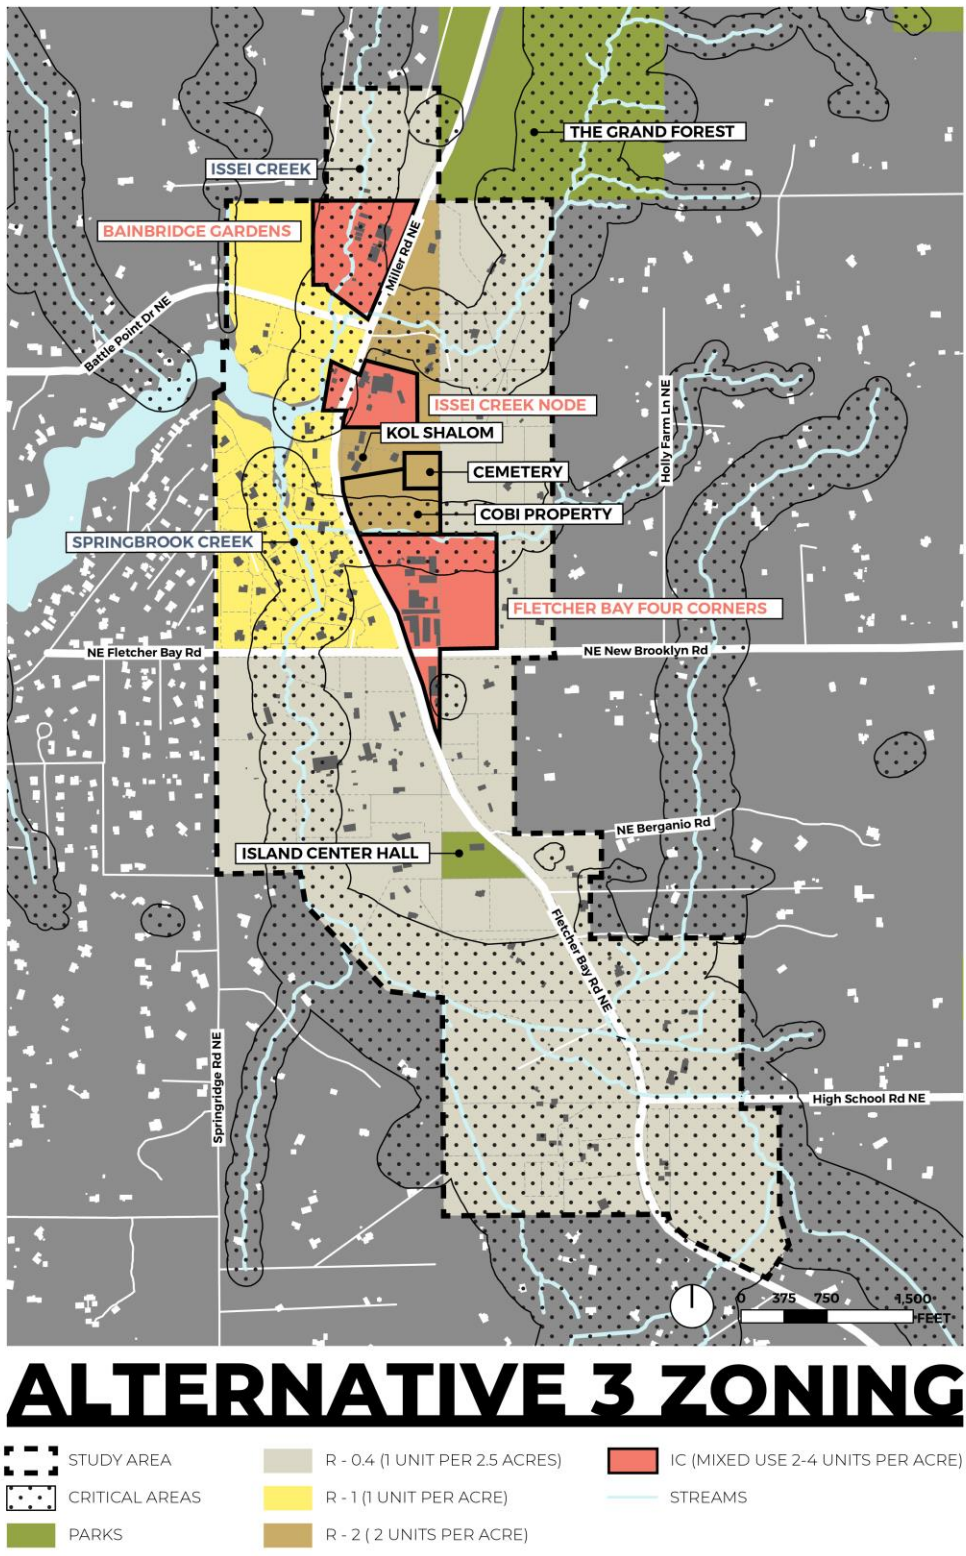 THE GRAND FOREST
ISSEI CREEK
BAINBRIDGE GARDENS
Miller Rd NE
Battle Point Dr NE
ISSEI CREEK NODE
Holly Farm Ln NE
KOL SHALOM
CEMETERY
COBI PROPERTY
SPRINGBROOK CREEK
FLETCHER BAY FOUR CORNERS
NE Fletcher Bay Rd
NE New Brooklyn Rd
NE Berganio Rd
ISLAND CENTER HALL
Fletcher Bay Rd NE
Springridge Rd NE
High School Rd NE
0 375 750 1,500
FEET
ALTERNATIVE 3 ZONING
STUDY AREA
R - 0.4 (1 UNIT PER 2.5 ACRES)
IC (MIXED USE 2-4 UNITS PER ACRE)
CRITICAL AREAS
R - 1 (1 UNIT PER ACRE)
STREAMS
PARKS
R - 2 ( 2 UNITS PER ACRE)